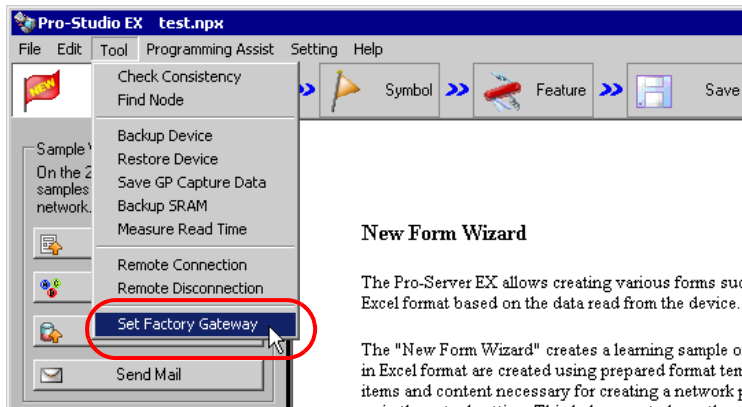 Pro-Studio EX test.npx
File Edit Tool Programming Assist Setting Help
NEW
Symbol
Feature
Save
Check Consistency
Find Node
Backup Device
Restore Device
Save GP Capture Data
Backup SRAM
Measure Read Time
Remote Connection
Remote Disconnection
Set Factory Gateway
Sample
On the
samples
network.
Send Mail
New Form Wizard
The Pro-Server EX allows creating various forms
Excel format based on the data read from the device.
The "New Form Wizard" creates a learning sample
in Excel format are created using prepared format
items and content necessary for creating a network